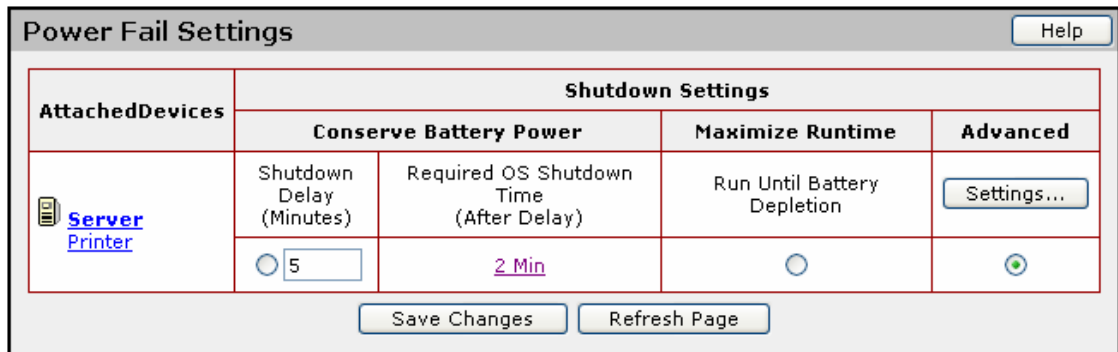 Power Fail Settings
Help
AttachedDevices
Shutdown Settings
Conserve Battery Power
Maximize Runtime
Advanced
Server
Printer
Shutdown
Delay
(Minutes)
Required OS Shutdown
Time
(After Delay)
Run Until Battery
Depletion
Settings...
5
2 Min
Save Changes
Refresh Page